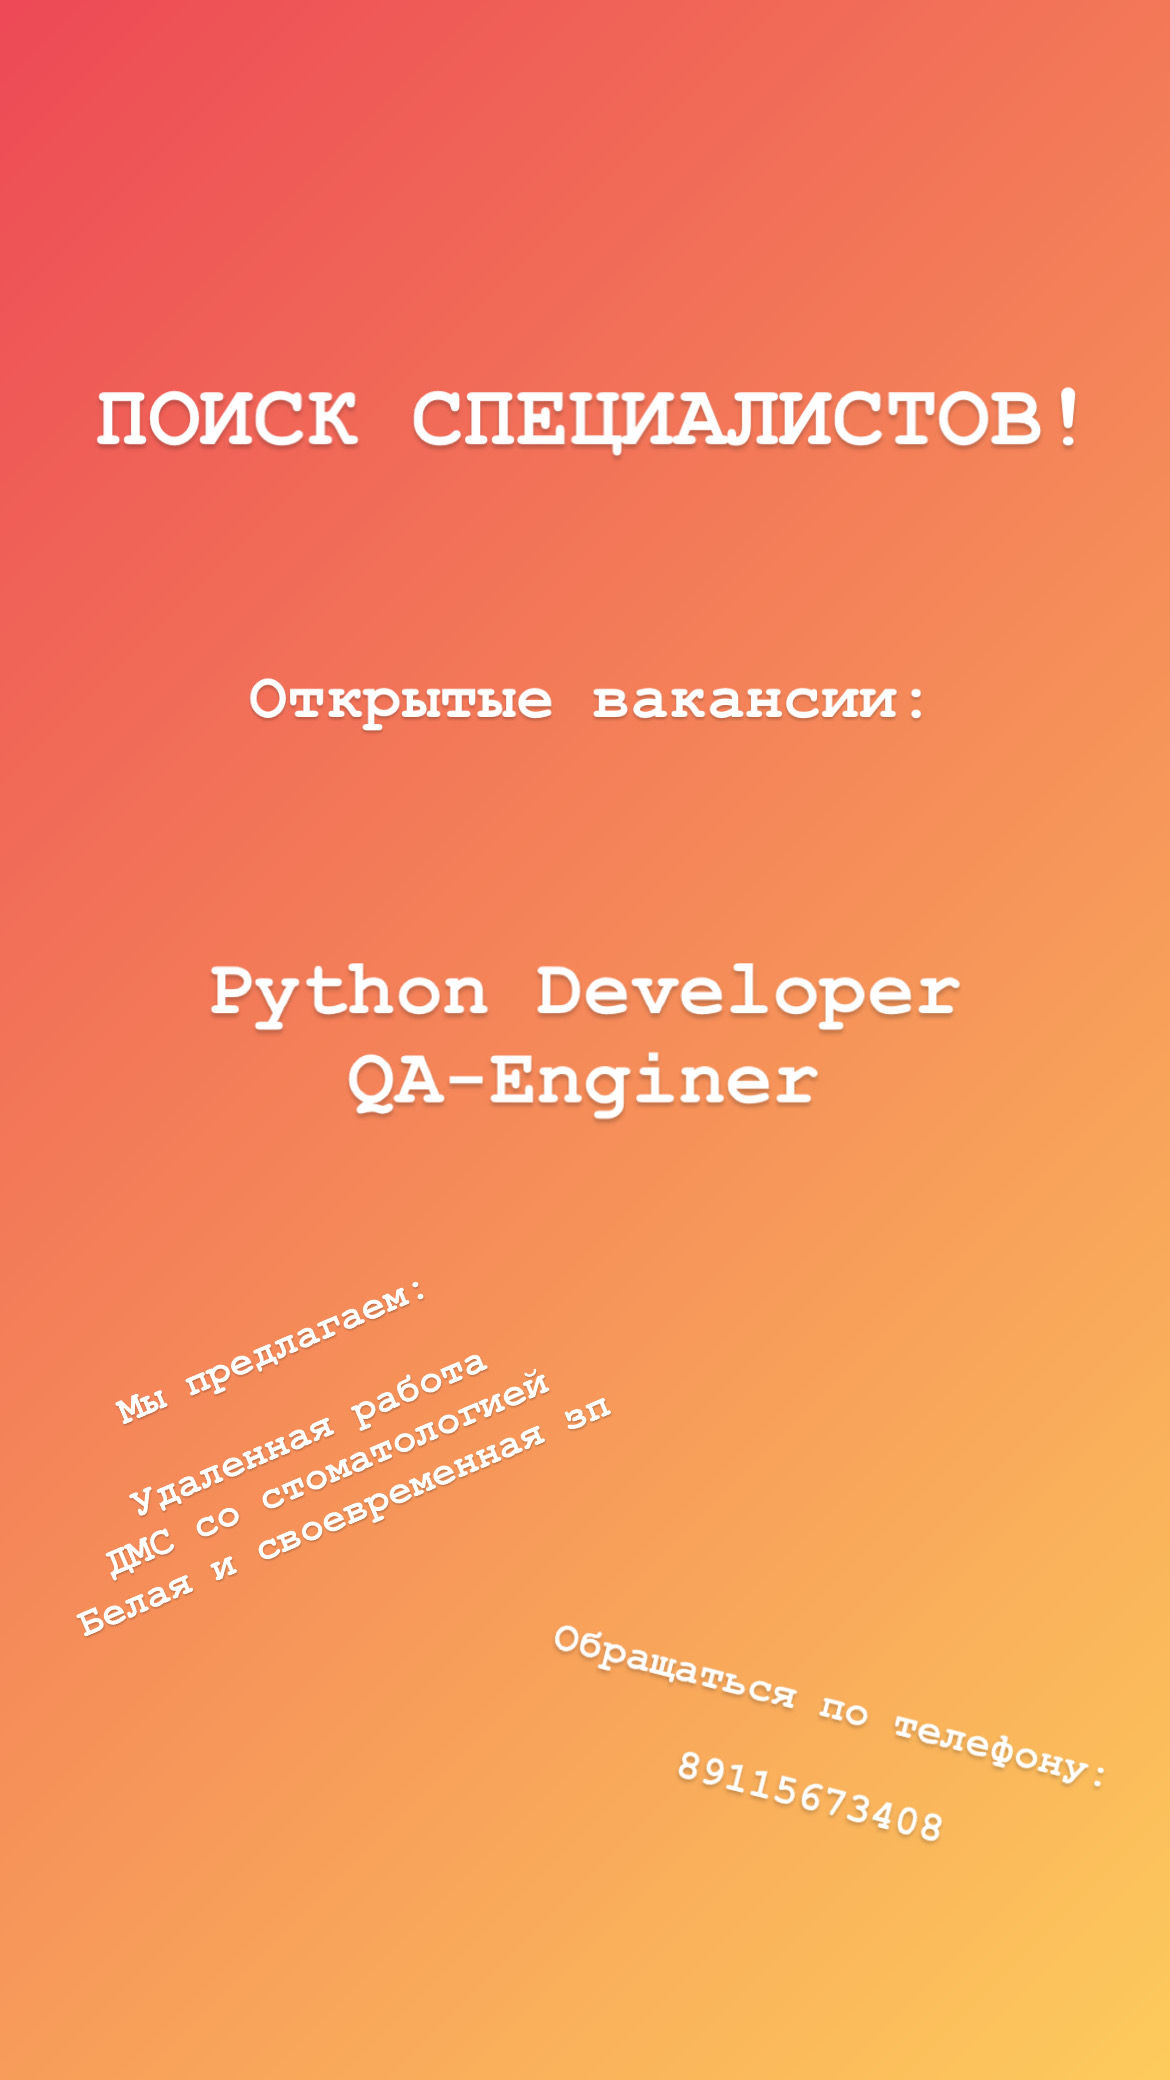 ПОИСК СПЕЦИАЛИСТОВ!
Открытые вакансии:
Python Developer
QA-Enginer
Мы предлагаем:
Удаленная работа
ДМС со стоматологией
Белая и своевременная зп
Обращаться по телефону:
89115673408